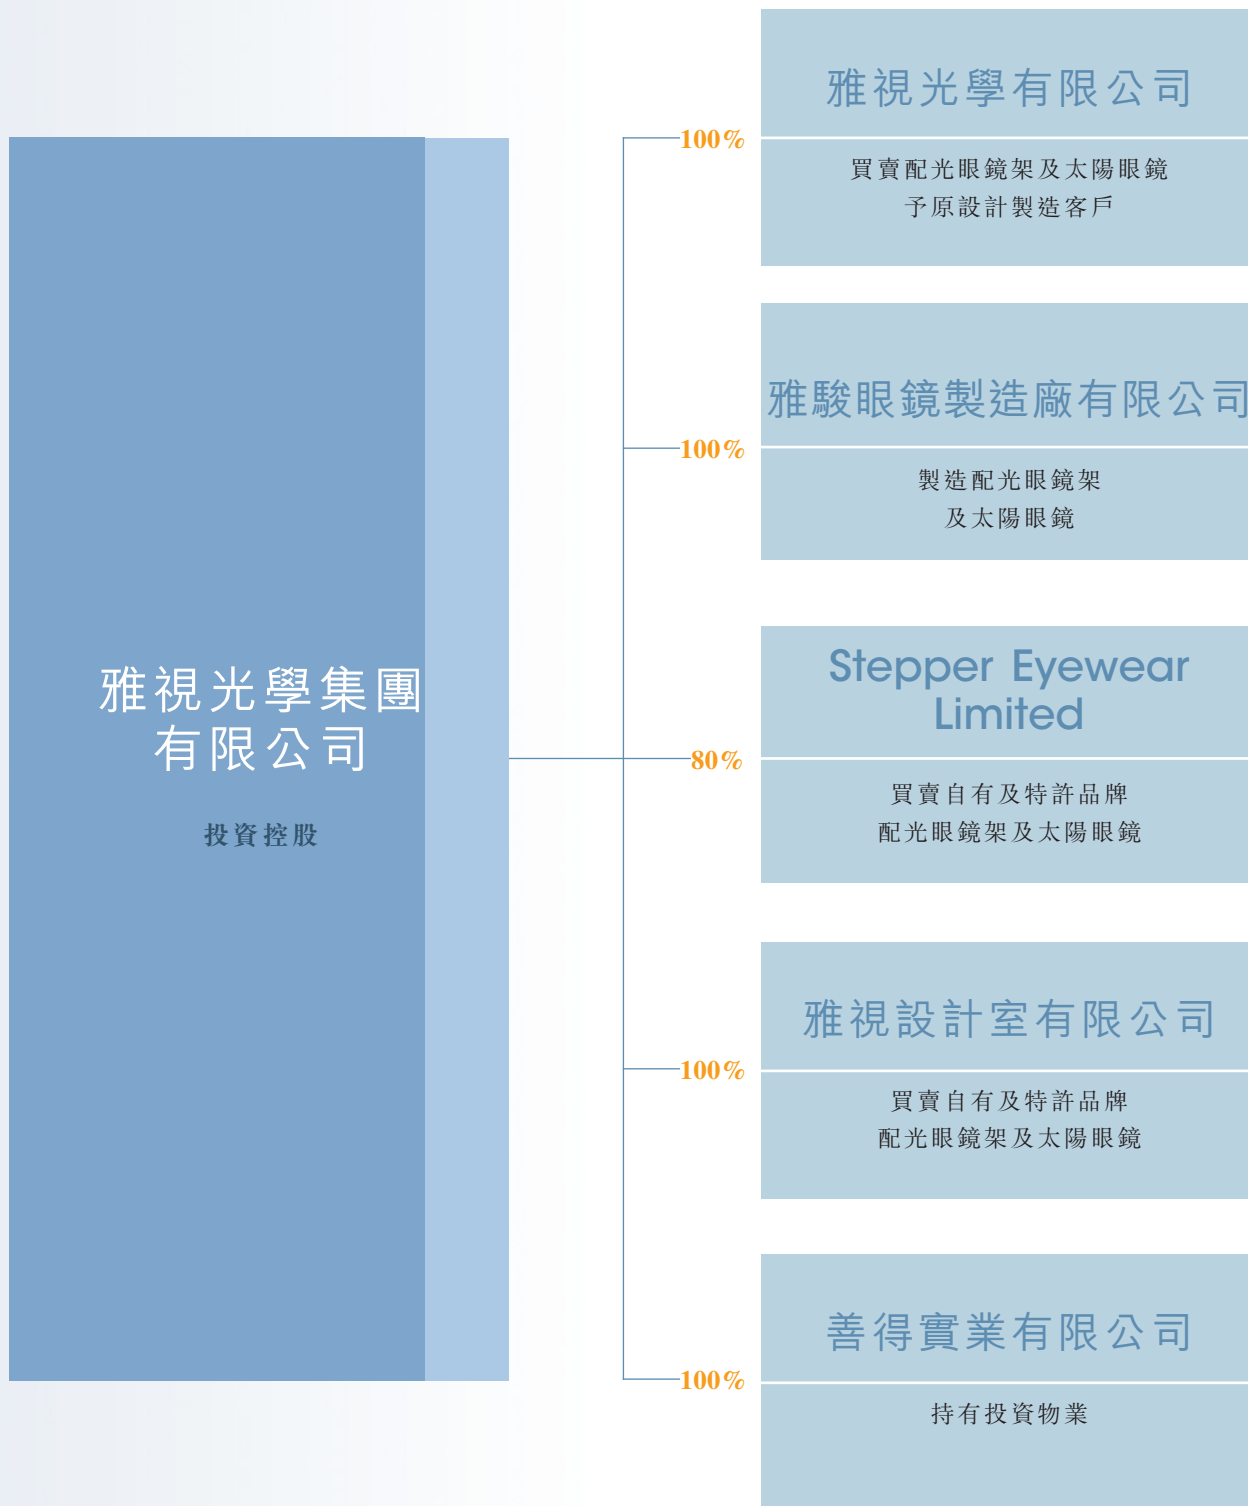 雅視光學集團
有限公司
投資控股
100%
雅視光學有限公司
買賣配光眼鏡架及太陽眼鏡
予原設計製造客戶
100%
雅駿眼鏡製造廠有限公司
製造配光眼鏡架
及太陽眼鏡
80%
Stepper Eyewear
Limited
買賣自有及特許品牌
配光眼鏡架及太陽眼鏡
100%
雅視設計室有限公司
買賣自有及特許品牌
配光眼鏡架及太陽眼鏡
100%
善得實業有限公司
持有投資物業